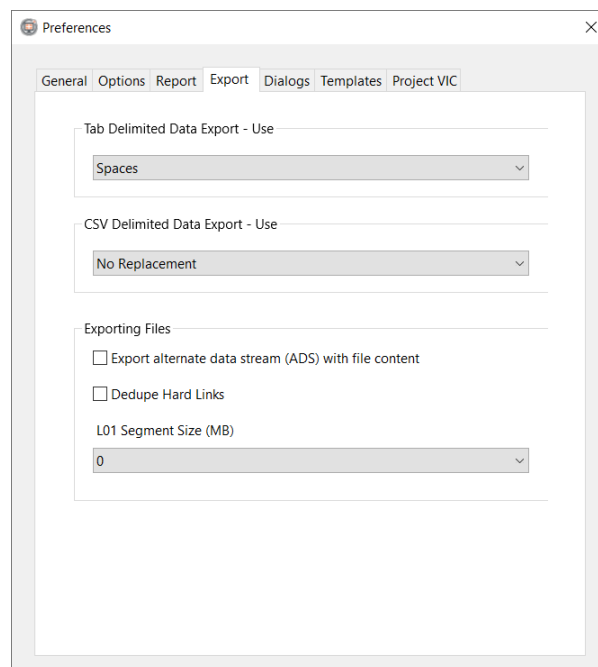 Preferences
General Options Report Export Dialogs Templates Project VIC
Tab Delimited Data Export - Use
Spaces
CSV Delimited Data Export - Use
No Replacement
Exporting Files
Export alternate data stream (ADS) with file content
Dedupe Hard Links
L01 Segment Size (MB)
0